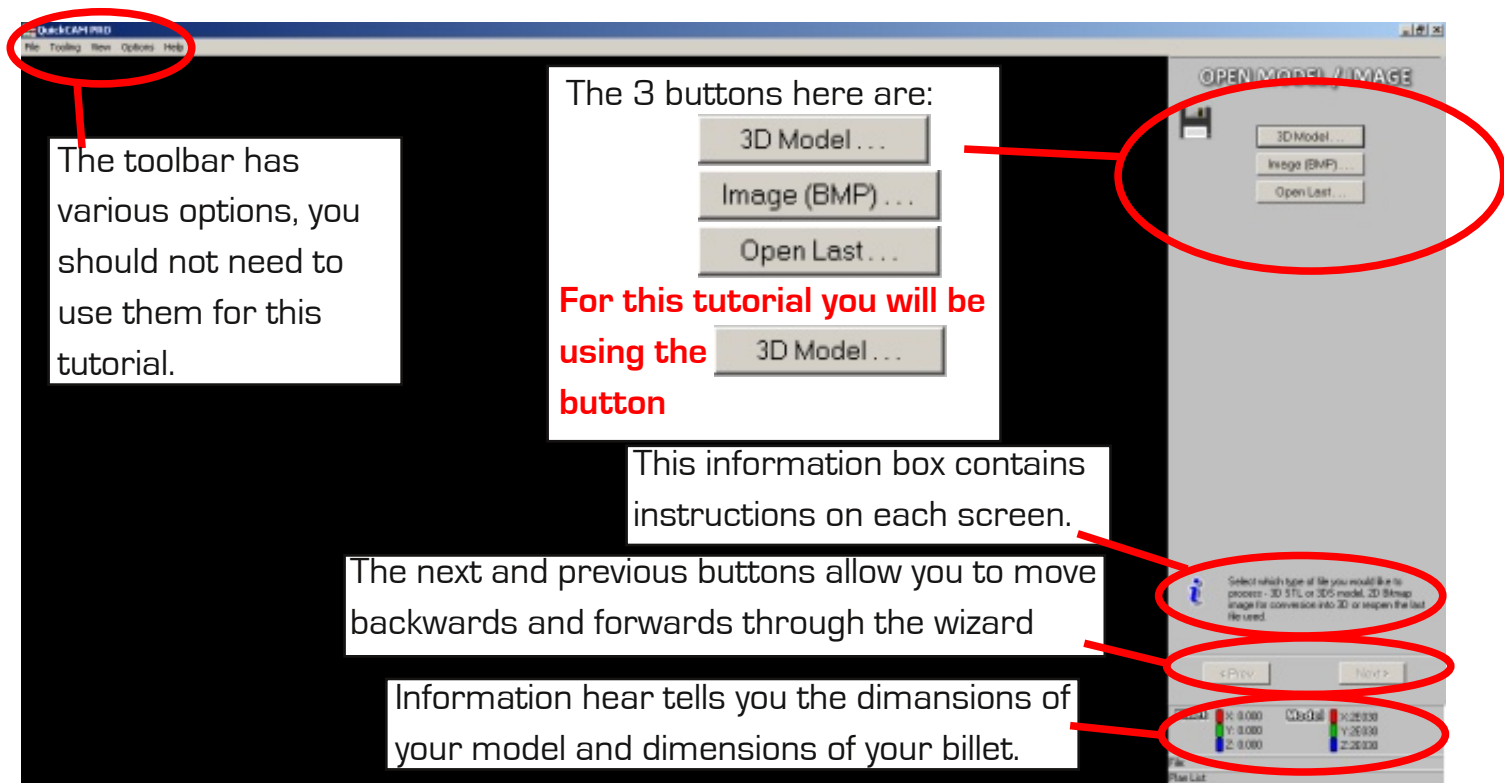 QuickCAM PRO
File Tooling View Options Help
OPEN MODEL / IMAGE
3D Model . . .
Image (BMP) . . .
Open Last . . .
The toolbar has
various options, you
should not need to
use them for this
tutorial.
The 3 buttons here are:
3D Model . . .
Image (BMP) . . .
Open Last . . .
For this tutorial you will be
using the 3D Model . . .
button
This information box contains
instructions on each screen.
Select which type of file you would like to
process - 3D STL or 3DS model, 2D Bitmap
image for conversion into 3D or reopen the last
file used.
The next and previous buttons allow you to move
backwards and forwards through the wizard
< Prev Next >
Information hear tells you the dimansions of
your model and dimensions of your billet.
X: 0.000 Model X:2E030
Y: 0.000 Y:2E030
Z: 0.000 Z:2E030
File:
Plan List